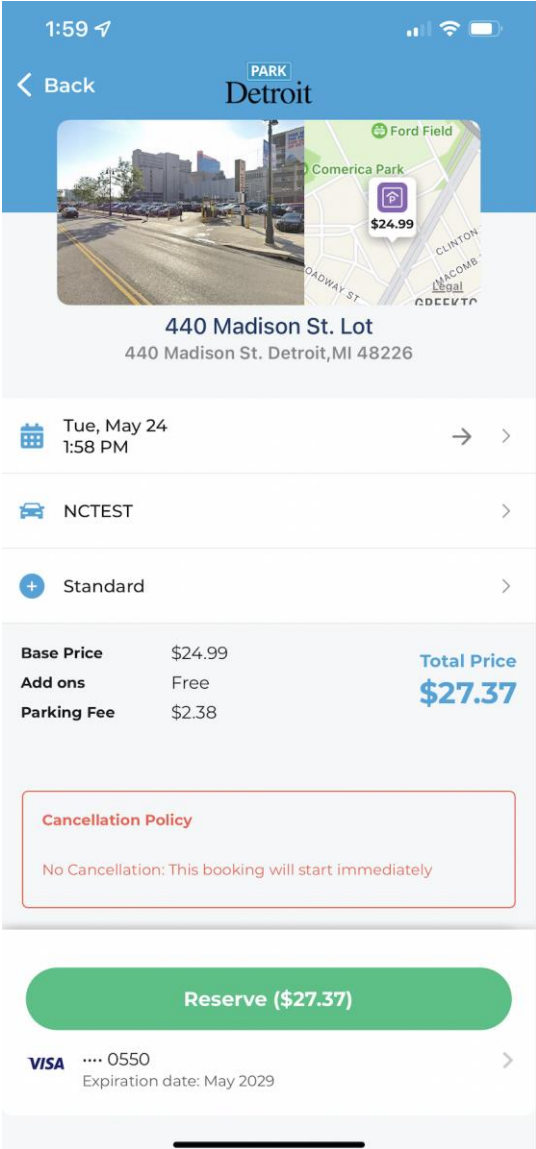 1:59
Back
PARK
Detroit
Ford Field
Comerica Park
$24.99
CLINTON
MACOMB
Legal
440 Madison St. Lot
440 Madison St. Detroit,MI 48226
Tue, May 24
1:58 PM
NCTEST
Standard
Base Price $24.99
Add ons Free
Parking Fee $2.38
Total Price
$27.37
Cancellation Policy
No Cancellation: This booking will start immediately
Reserve ($27.37)
VISA •••• 0550
Expiration date: May 2029